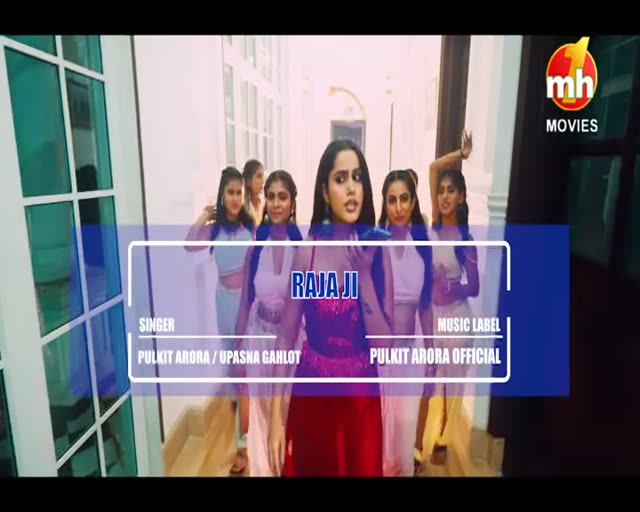 1
mh
MOVIES
RAJA JI
SINGER
MUSIC LABEL
PULKIT ARORA / UPASNA GAHLOT
PULKIT ARORA OFFICIAL